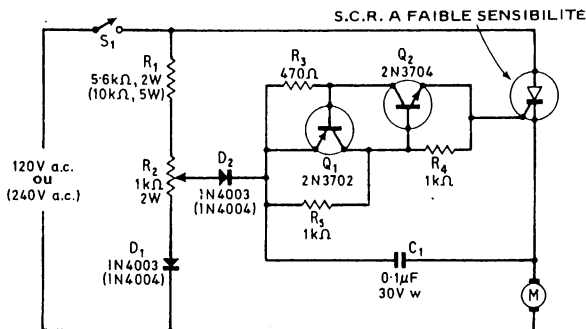 S.C.R. A FAIBLE SENSIBILITE
S1
R1
5·6kΩ, 2W
(10kΩ, 5W)
R3
470Ω
Q2
2N3704
120V a.c.
ou
(240V a.c.)
R2
1kΩ
2W
D2
1N4003
(1N4004)
Q1
2N3702
R4
1kΩ
R5
1kΩ
D1
1N4003
(1N4004)
C1
0·1µF
30V w
M